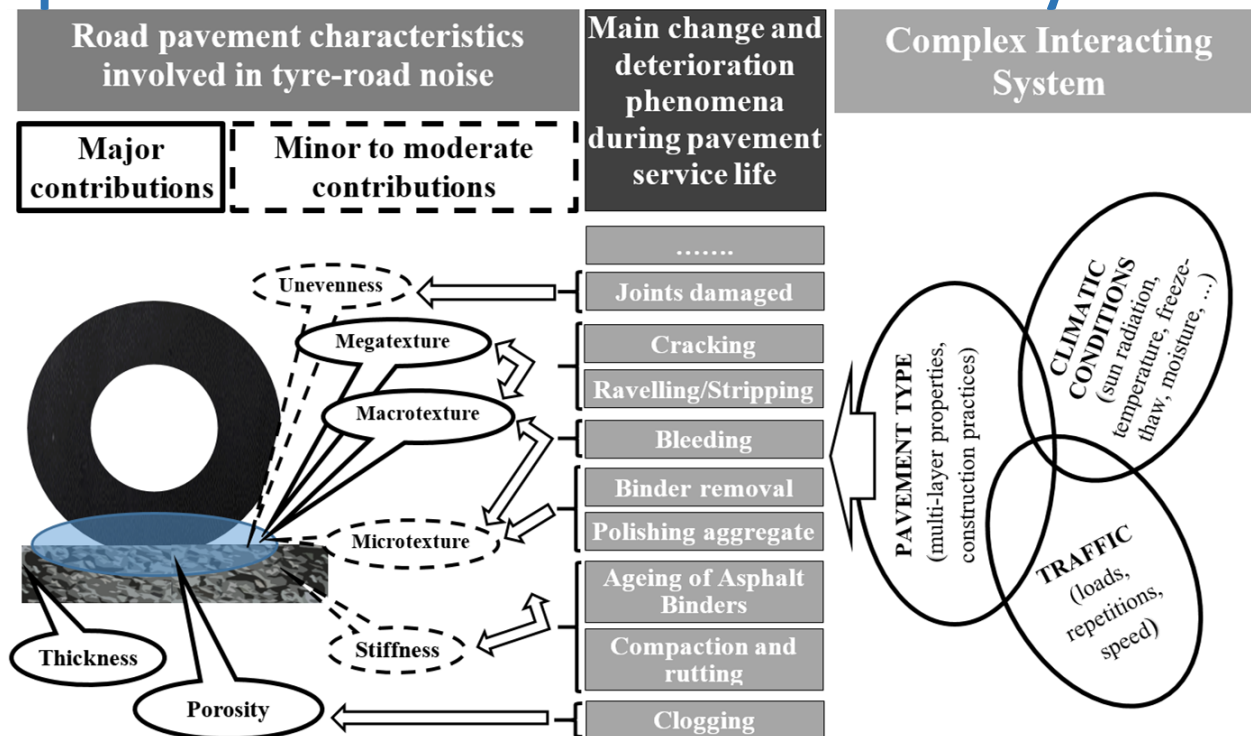 Road pavement characteristics
involved in tyre-road noise
Major
contributions
Minor to moderate
contributions
Main change and
deterioration
phenomena
during pavement
service life
Complex Interacting
System
Unevenness
Megatexture
Macrotexture
Microtexture
Stiffness
Thickness
Porosity
.......
Joints damaged
Cracking
Ravelling/Stripping
Bleeding
Binder removal
Polishing aggregate
Ageing of Asphalt
Binders
Compaction and
rutting
Clogging
PAVEMENT TYPE
(multi-layer properties,
construction practices)
CLIMATIC
CONDITIONS
(sun radiation,
temperature, freeze-
thaw, moisture, ...)
TRAFFIC
(loads,
repetitions,
speed)